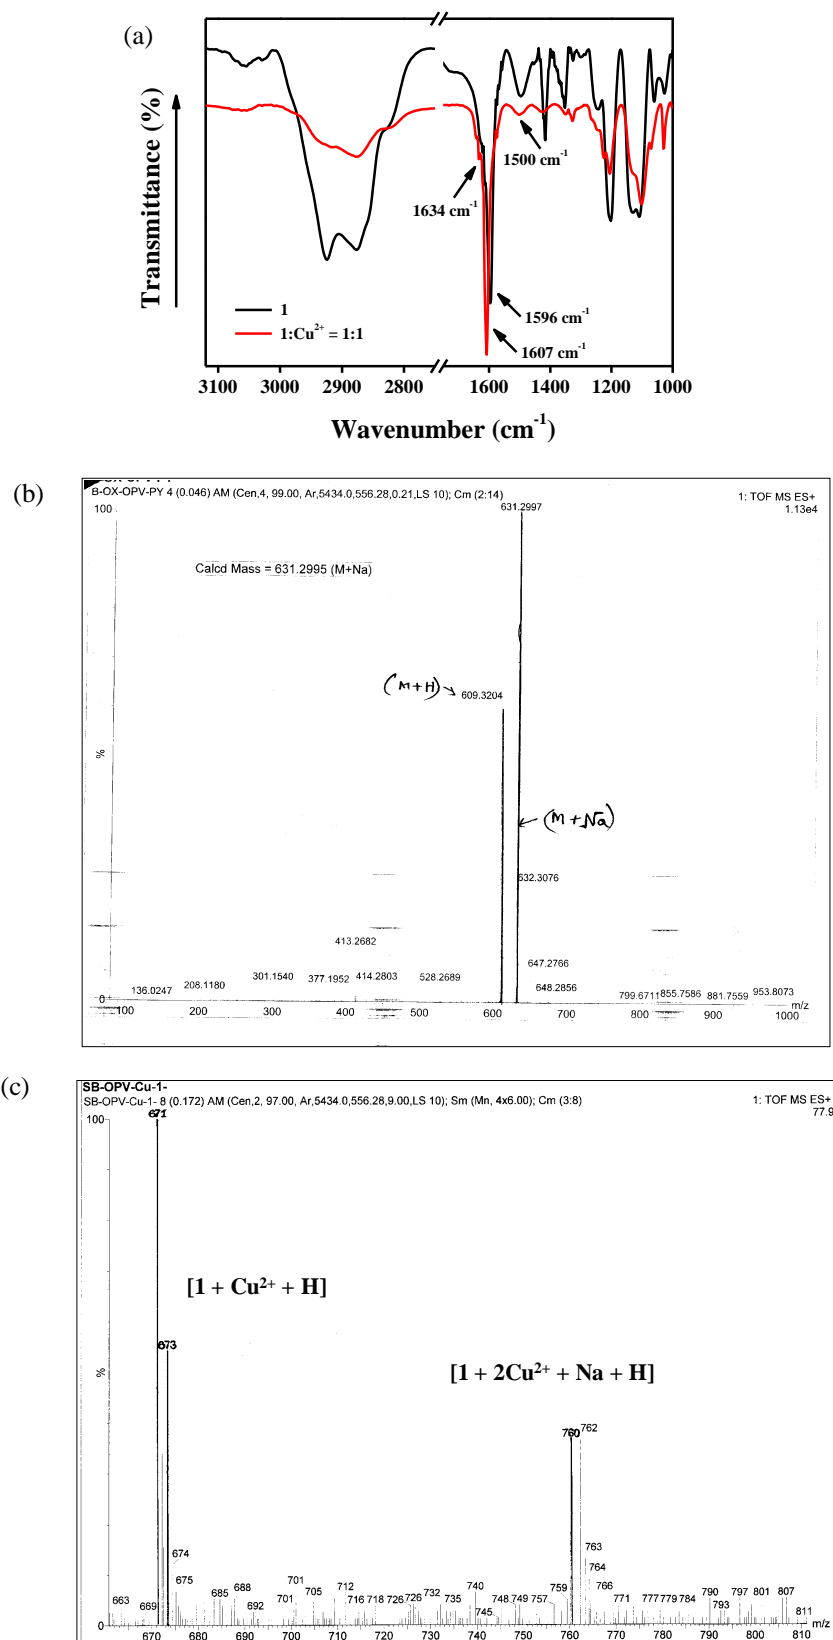 (a)
Transmittance (%)
1500 cm-1
1634 cm-1
1596 cm-1
1607 cm-1
1
1:Cu2+ = 1:1
3100 3000 2900 2800 1600 1400 1200 1000
Wavenumber (cm-1)
(b)
B-OX-OPV-PY 4 (0.046) AM (Cen,4, 99.00, Ar,5434.0,556.28,0.21,LS 10); Cm (2:14)
1: TOF MS ES+
1.13e4
100
631.2997
Calcd Mass = 631.2995 (M+Na)
(M+H)
609.3204
%
(M+Na)
632.3076
413.2682
647.2766
136.0247 208.1180 301.1540 377.1952 414.2803 528.2689 648.2856 799.6711 855.7586 881.7559 953.8073
0
100 200 300 400 500 600 700 800 900 1000 m/z
(c)
SB-OPV-Cu-1-
SB-OPV-Cu-1- 8 (0.172) AM (Cen,2, 97.00, Ar,5434.0,556.28,9.00,LS 10); Sm (Mn, 4x6.00); Cm (3:8)
1: TOF MS ES+
77.9
100
671
[1 + Cu2+ + H]
673
[1 + 2Cu2+ + Na + H]
%
760 762
674
763
764
663 669 675 685 688 692 701 701 705 712 716 718 726 726 732 735 740 745 748 749 757 759 766 771 777 779 784 790 793 797 801 807 811
0
670 680 690 700 710 720 730 740 750 760 770 780 790 800 810 m/z